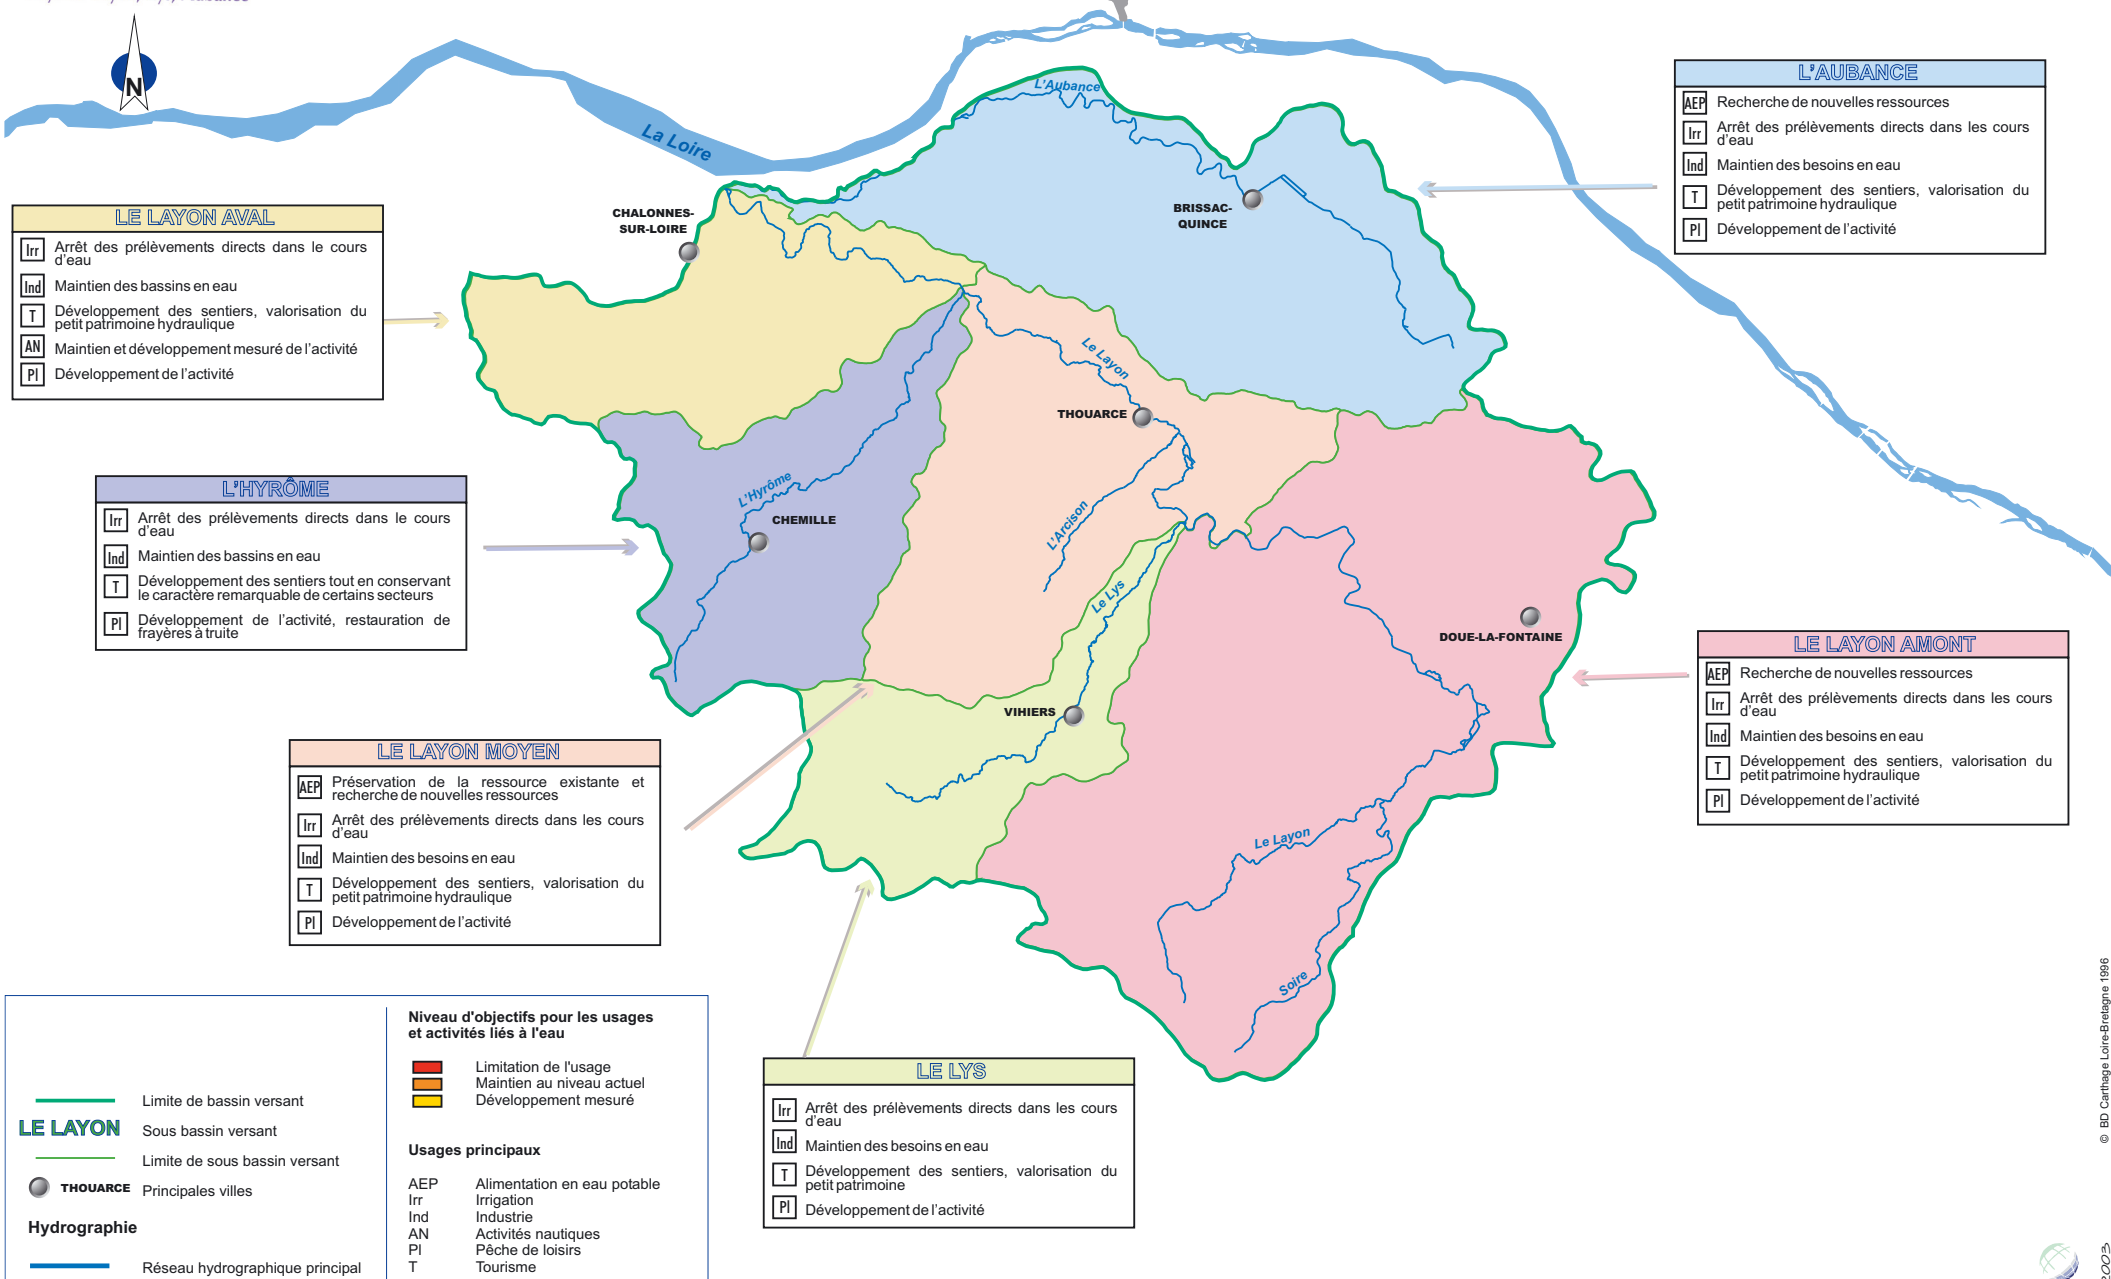 L'AUBANCE
AEP Recherche de nouvelles ressources
Irr Arrêt des prélèvements directs dans les cours
d'eau
Ind Maintien des besoins en eau
T Développement des sentiers, valorisation du
petit patrimoine hydraulique
Pl Développement de l'activité
N
La Loire
L'Aubance
BRISSAC-
QUINCE
CHALONNES-
SUR-LOIRE
LE LAYON AVAL
Irr Arrêt des prélèvements directs dans le cours
d'eau
Ind Maintien des bassins en eau
T Développement des sentiers, valorisation du
petit patrimoine hydraulique
AN Maintien et développement mesuré de l'activité
Pl Développement de l'activité
Le Layon
THOUARCE
L'Hyrôme
CHEMILLE
L'Arcison
Le Lys
VIHIERS
DOUE-LA-FONTAINE
Le Layon
Soire
L'HYRÔME
Irr Arrêt des prélèvements directs dans le cours
d'eau
Ind Maintien des bassins en eau
T Développement des sentiers tout en conservant
le caractère remarquable de certains secteurs
Pl Développement de l'activité, restauration de
frayères à truite
LE LAYON AMONT
AEP Recherche de nouvelles ressources
Irr Arrêt des prélèvements directs dans les cours
d'eau
Ind Maintien des besoins en eau
T Développement des sentiers, valorisation du
petit patrimoine hydraulique
Pl Développement de l'activité
LE LAYON MOYEN
AEP Préservation de la ressource existante et
recherche de nouvelles ressources
Irr Arrêt des prélèvements directs dans les cours
d'eau
Ind Maintien des besoins en eau
T Développement des sentiers, valorisation du
petit patrimoine hydraulique
Pl Développement de l'activité
LE LYS
Irr Arrêt des prélèvements directs dans les cours
d'eau
Ind Maintien des besoins en eau
T Développement des sentiers, valorisation du
petit patrimoine
Pl Développement de l'activité
Limite de bassin versant
LE LAYON Sous bassin versant
Limite de sous bassin versant
THOUARCE Principales villes
Hydrographie
Réseau hydrographique principal
Niveau d'objectifs pour les usages
et activités liés à l'eau
Limitation de l'usage
Maintien au niveau actuel
Développement mesuré
Usages principaux
AEP Alimentation en eau potable
Irr Irrigation
Ind Industrie
AN Activités nautiques
Pl Pêche de loisirs
T Tourisme
© BD Carthage Loire-Bretagne 1996
2003